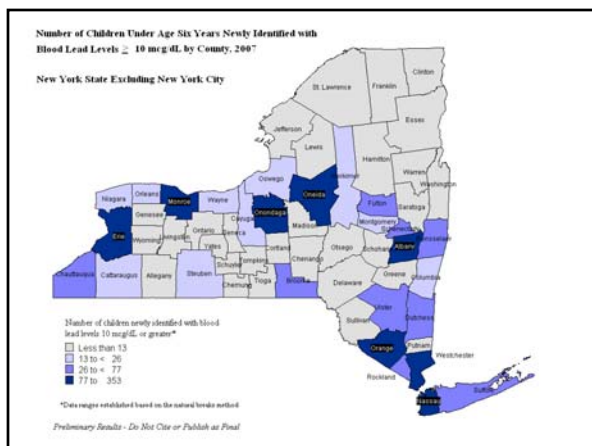 Number of Children Under Age Six Years Newly Identified with
Blood Lead Levels ≥ 10 mcg/dL by County, 2007
New York State Excluding New York City
Clinton
Franklin
St. Lawrence
Essex
Jefferson
Lewis
Hamilton
Warren
Washington
Oswego
Herkimer
Oneida
Fulton
Saratoga
Niagara
Orleans
Monroe
Wayne
Onondaga
Madison
Montgomery
Schenectady
Rensselaer
Genesee
Cayuga
Erie
Wyoming
Livingston
Ontario
Seneca
Yates
Cortland
Otsego
Schoharie
Albany
Chenango
Tompkins
Schuyler
Chautauqua
Cattaraugus
Allegany
Steuben
Chemung
Tioga
Broome
Delaware
Greene
Columbia
Ulster
Dutchess
Sullivan
Orange
Putnam
Westchester
Rockland
Suffolk
Nassau
Number of children newly identified with blood
lead levels 10 mcg/dL or greater*
Less than 13
13 to < 26
26 to < 77
77 to 353
*Data ranges established based on the natural breaks method
Preliminary Results - Do Not Cite or Publish as Final